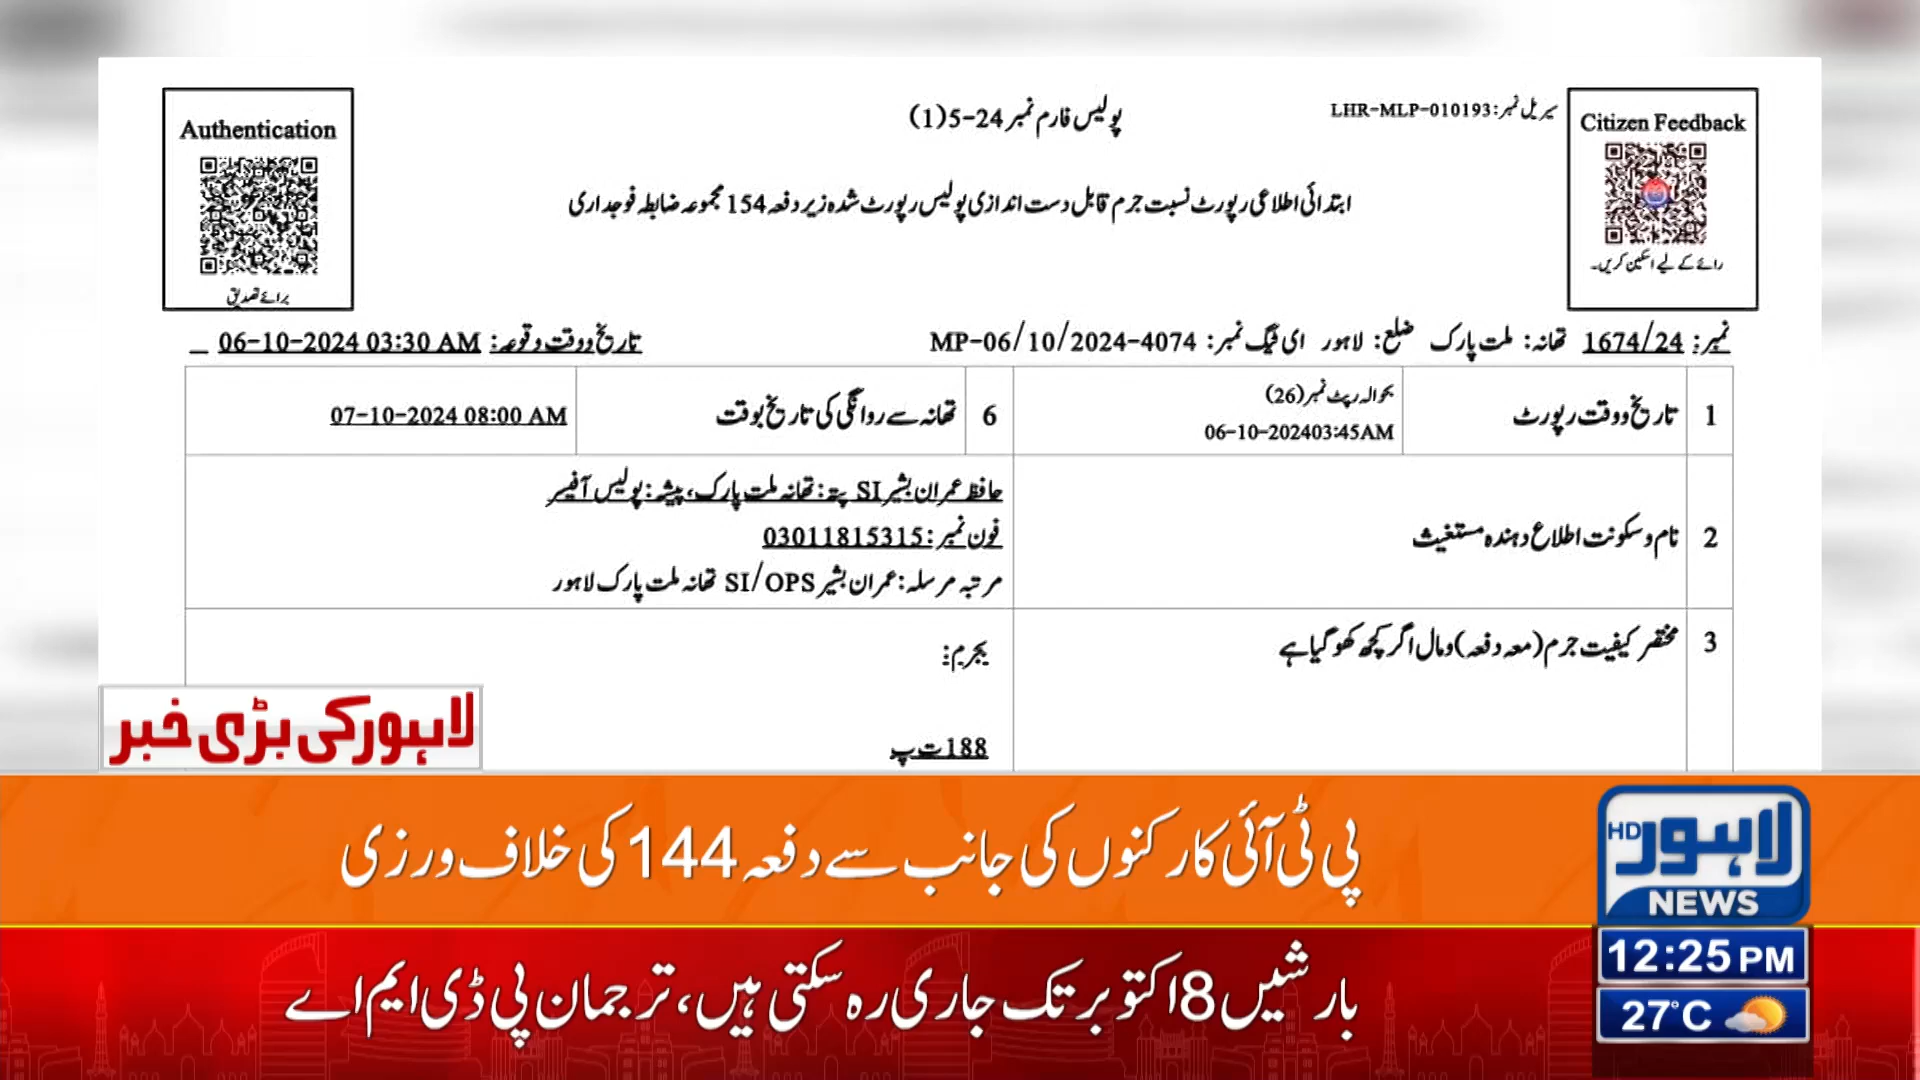 Authentication
برائے تصدیق
پولیس فارم نمبر 24-5(1)
سیریل نمبر: LHR-MLP-010193
Citizen Feedback
رائے کے لیے اسکین کریں۔
ابتدائی اطلاعی رپورٹ نسبت جرم قابل دست اندازی پولیس رپورٹ شدہ زیر دفعہ 154 مجموعہ ضابطہ فوجداری
نمبر: 1674/24 تھانہ: ملت پارک ضلع: لاہور ای ٹیگ نمبر: MP-06/10/2024-4074 تاریخ ووقت وقوعہ: 06-10-2024 03:30 AM
1 تاریخ ووقت رپورٹ
بحوالہ رپٹ نمبر (26)
06-10-202403:45AM
6 تھانہ سے روانگی کی تاریخ بوقت 07-10-2024 08:00 AM
2 نام وسکونت اطلاع دہندہ مستغیث
حافظ عمران بشیر SI پتہ: تھانہ ملت پارک، پیشہ: پولیس آفیسر
فون نمبر: 03011815315
مرتبہ مرسلہ: عمران بشیر SI/OPS تھانہ ملت پارک لاہور
3 مختصر کیفیت جرم (معہ دفعہ) ومال اگر کچھ کھو گیا ہے
بجرم:
188 ت پ
لاہور کی بڑی خبر
پی ٹی آئی کارکنوں کی جانب سے دفعہ 144 کی خلاف ورزی
بارشیں 8 اکتوبر تک جاری رہ سکتی ہیں، ترجمان پی ڈی ایم اے
لاہور HD
NEWS
12:25 PM
27°C